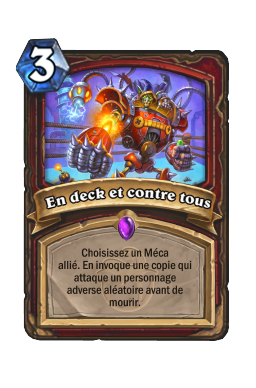 3
En deck et contre tous
Choisissez un Méca
allié. En invoque une copie qui
attaque un personnage
adverse aléatoire avant de
mourir.